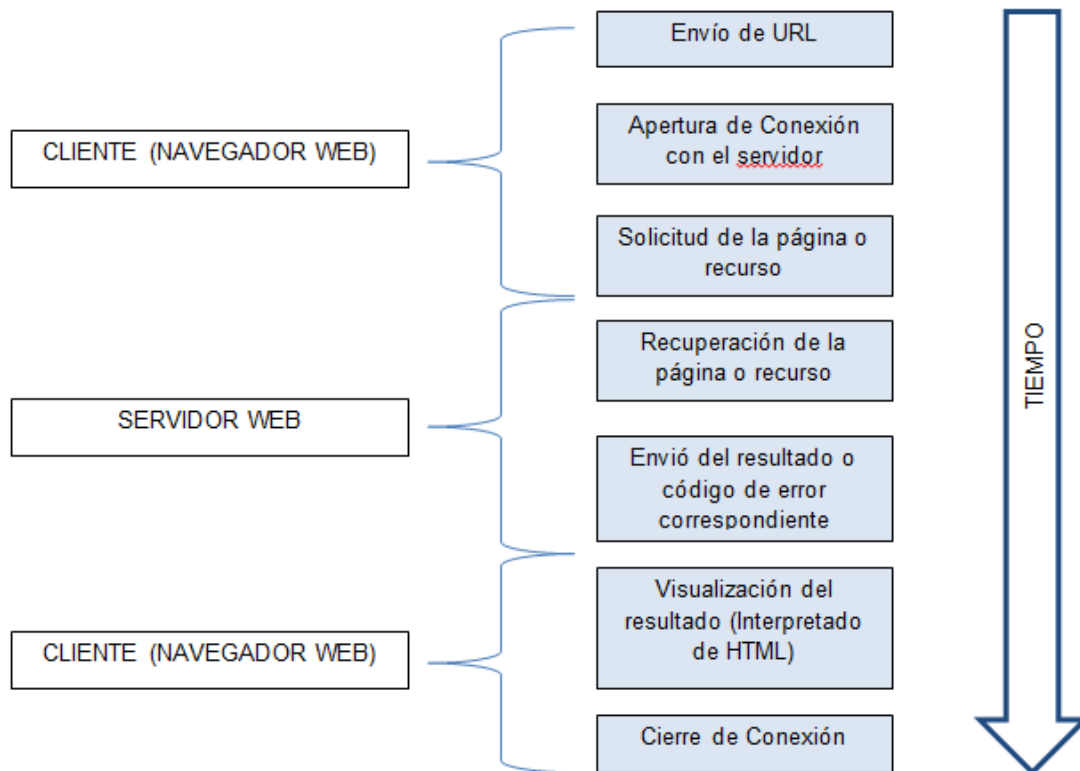 Envío de URL
CLIENTE (NAVEGADOR WEB)
Apertura de Conexión
con el servidor
Solicitud de la página o
recurso
SERVIDOR WEB
Recuperación de la
página o recurso
Envió del resultado o
código de error
correspondiente
CLIENTE (NAVEGADOR WEB)
Visualización del
resultado (Interpretado
de HTML)
Cierre de Conexión
TIEMPO